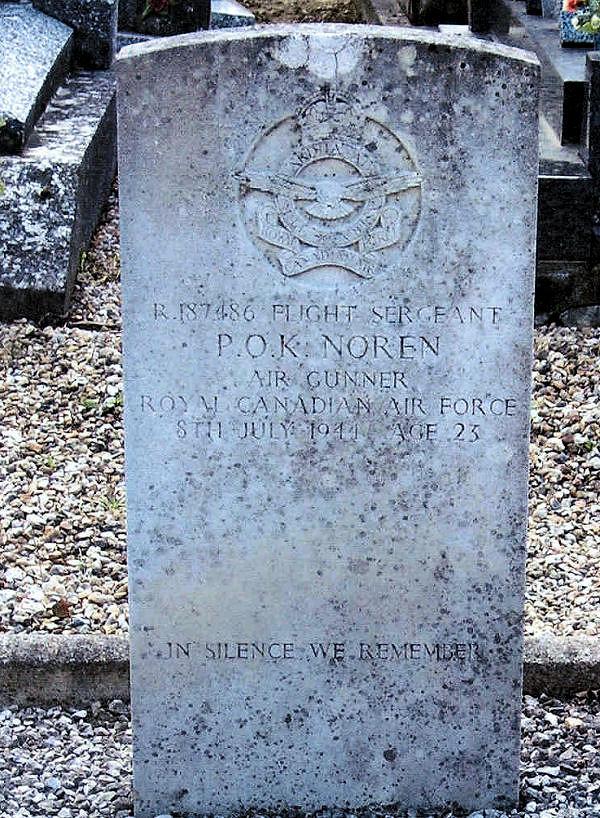 R.187486 FLIGHT SERGEANT
P.O.K. NOREN
AIR GUNNER
ROYAL CANADIAN AIR FORCE
8TH JULY 1944 AGE 23
IN SILENCE WE REMEMBER